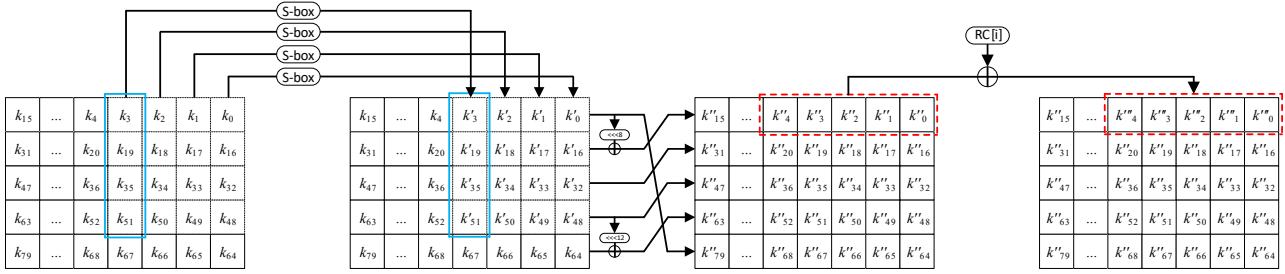 S-box
S-box
S-box
S-box
RC[i]
k15 ... k4 k3 k2 k1 k0
k31 ... k20 k19 k18 k17 k16
k47 ... k36 k35 k34 k33 k32
k63 ... k52 k51 k50 k49 k48
k79 ... k68 k67 k66 k65 k64
k15 ... k4 k'3 k'2 k'1 k'0
k31 ... k20 k'19 k'18 k'17 k'16
k47 ... k36 k'35 k'34 k'33 k'32
k63 ... k52 k'51 k'50 k'49 k'48
k79 ... k68 k67 k66 k65 k64
<<<8
<<<12
k''15 ... k''4 k''3 k''2 k''1 k''0
k''31 ... k''20 k''19 k''18 k''17 k''16
k''47 ... k''36 k''35 k''34 k''33 k''32
k''63 ... k''52 k''51 k''50 k''49 k''48
k''79 ... k''68 k''67 k''66 k''65 k''64
k''15 ... k'''4 k'''3 k'''2 k'''1 k'''0
k''31 ... k''20 k''19 k''18 k''17 k''16
k''47 ... k''36 k''35 k''34 k''33 k''32
k''63 ... k''52 k''51 k''50 k''49 k''48
k''79 ... k''68 k''67 k''66 k''65 k''64